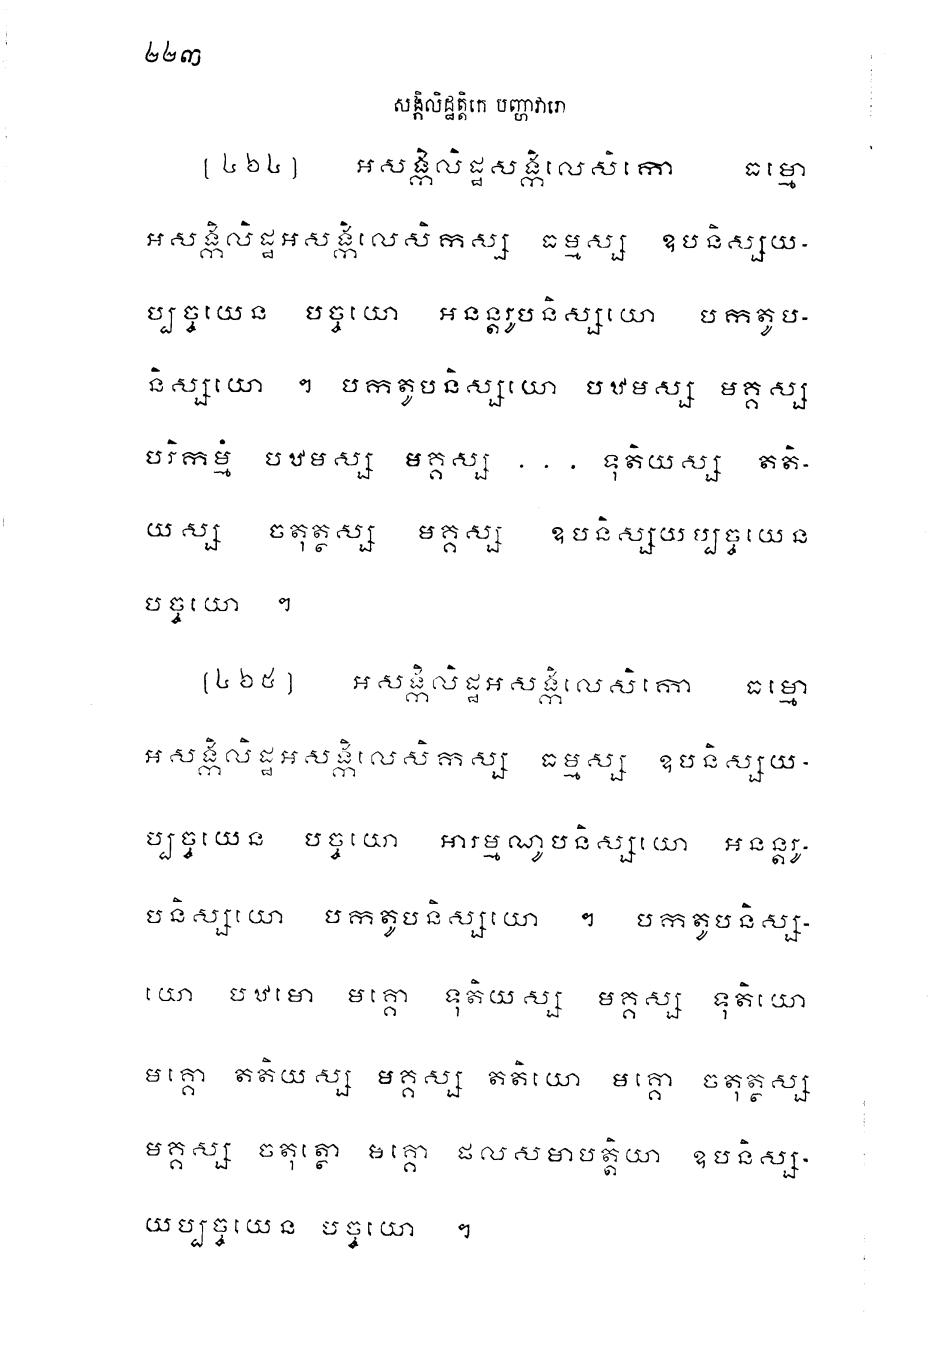 ២២៣
សង្កិលិដ្ឋត្តិកេ បញ្ហាវារោ
[៤៦៤] អសង្កិលិដ្ឋសង្កិលេសិកោ ធម្មោ
អសង្កិលិដ្ឋអសង្កិលេសិកស្ស ធម្មស្ស ឧបនិស្សយ-
ប្បច្ចយេន បច្ចយោ អនន្តរូបនិស្សយោ បកតូប-
និស្សយោ ។ បកតូបនិស្សយោ បឋមស្ស មគ្គស្ស
បរិកម្មំ បឋមស្ស មគ្គស្ស . . . ទុតិយស្ស តតិ-
យស្ស ចតុត្ថស្ស មគ្គស្ស ឧបនិស្សយប្បច្ចយេន
បច្ចយោ ។
[៤៦៥] អសង្កិលិដ្ឋអសង្កិលេសិកោ ធម្មោ
អសង្កិលិដ្ឋអសង្កិលេសិកស្ស ធម្មស្ស ឧបនិស្សយ-
ប្បច្ចយេន បច្ចយោ អារម្មណូបនិស្សយោ អនន្តរូ-
បនិស្សយោ បកតូបនិស្សយោ ។ បកតូបនិស្ស-
យោ បឋមោ មគ្គោ ទុតិយស្ស មគ្គស្ស ទុតិយោ
មគ្គោ តតិយស្ស មគ្គស្ស តតិយោ មគ្គោ ចតុត្ថស្ស
មគ្គស្ស ចតុត្ថោ មគ្គោ ផលសមាបត្តិយា ឧបនិស្ស-
យប្បច្ចយេន បច្ចយោ ។